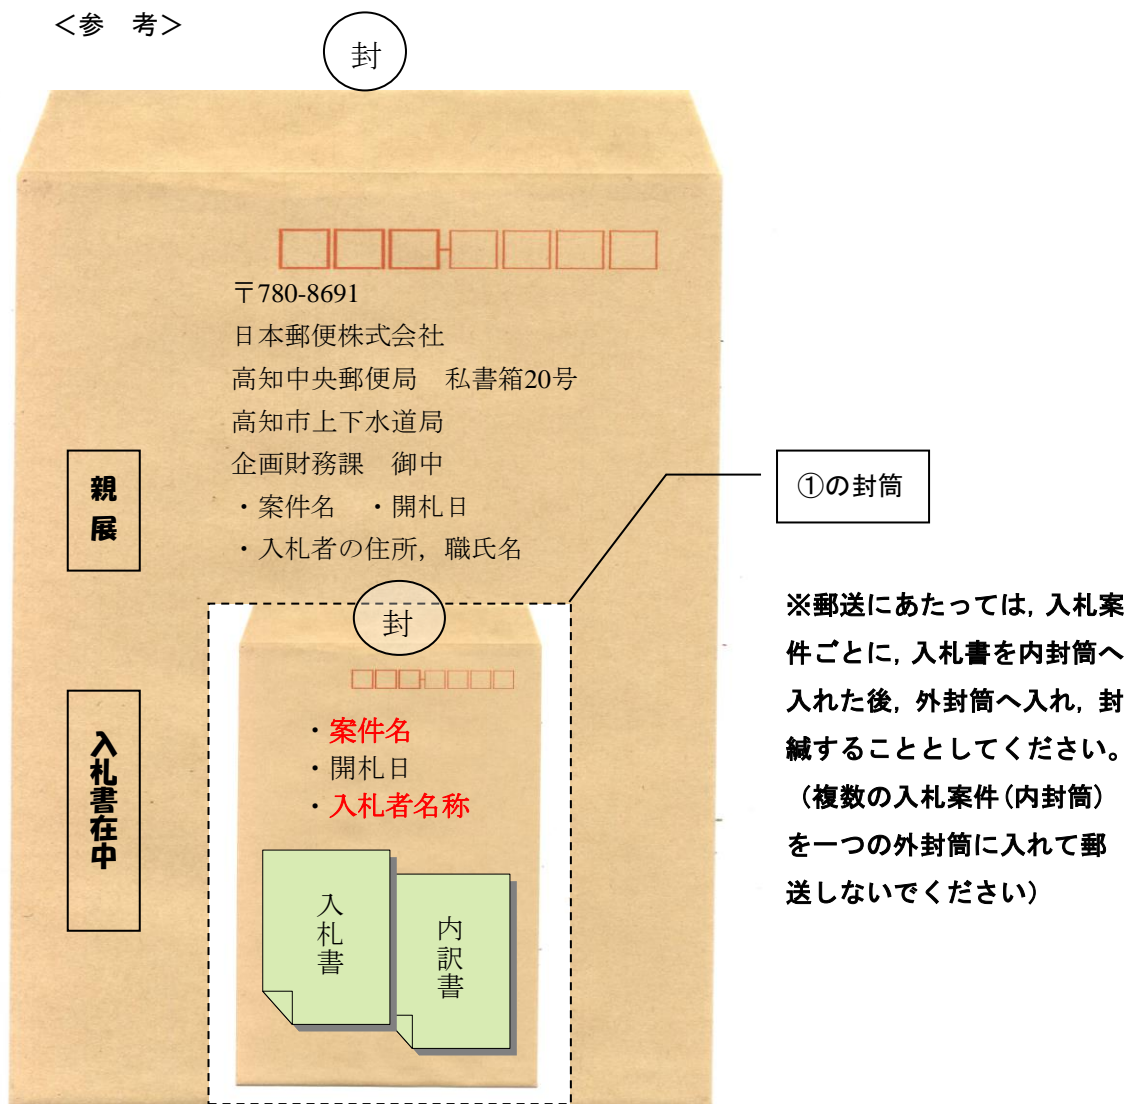 ＜参　考＞
封
〒780-8691
日本郵便株式会社
高知中央郵便局　私書箱20号
高知市上下水道局
企画財務課　御中
・案件名　・開札日
・入札者の住所，職氏名
親展
入札書在中
封
・案件名
・開札日
・入札者名称
入札書
内訳書
①の封筒
※郵送にあたっては，入札案
件ごとに，入札書を内封筒へ
入れた後，外封筒へ入れ，封
緘することとしてください。
（複数の入札案件（内封筒）
を一つの外封筒に入れて郵
送しないでください）